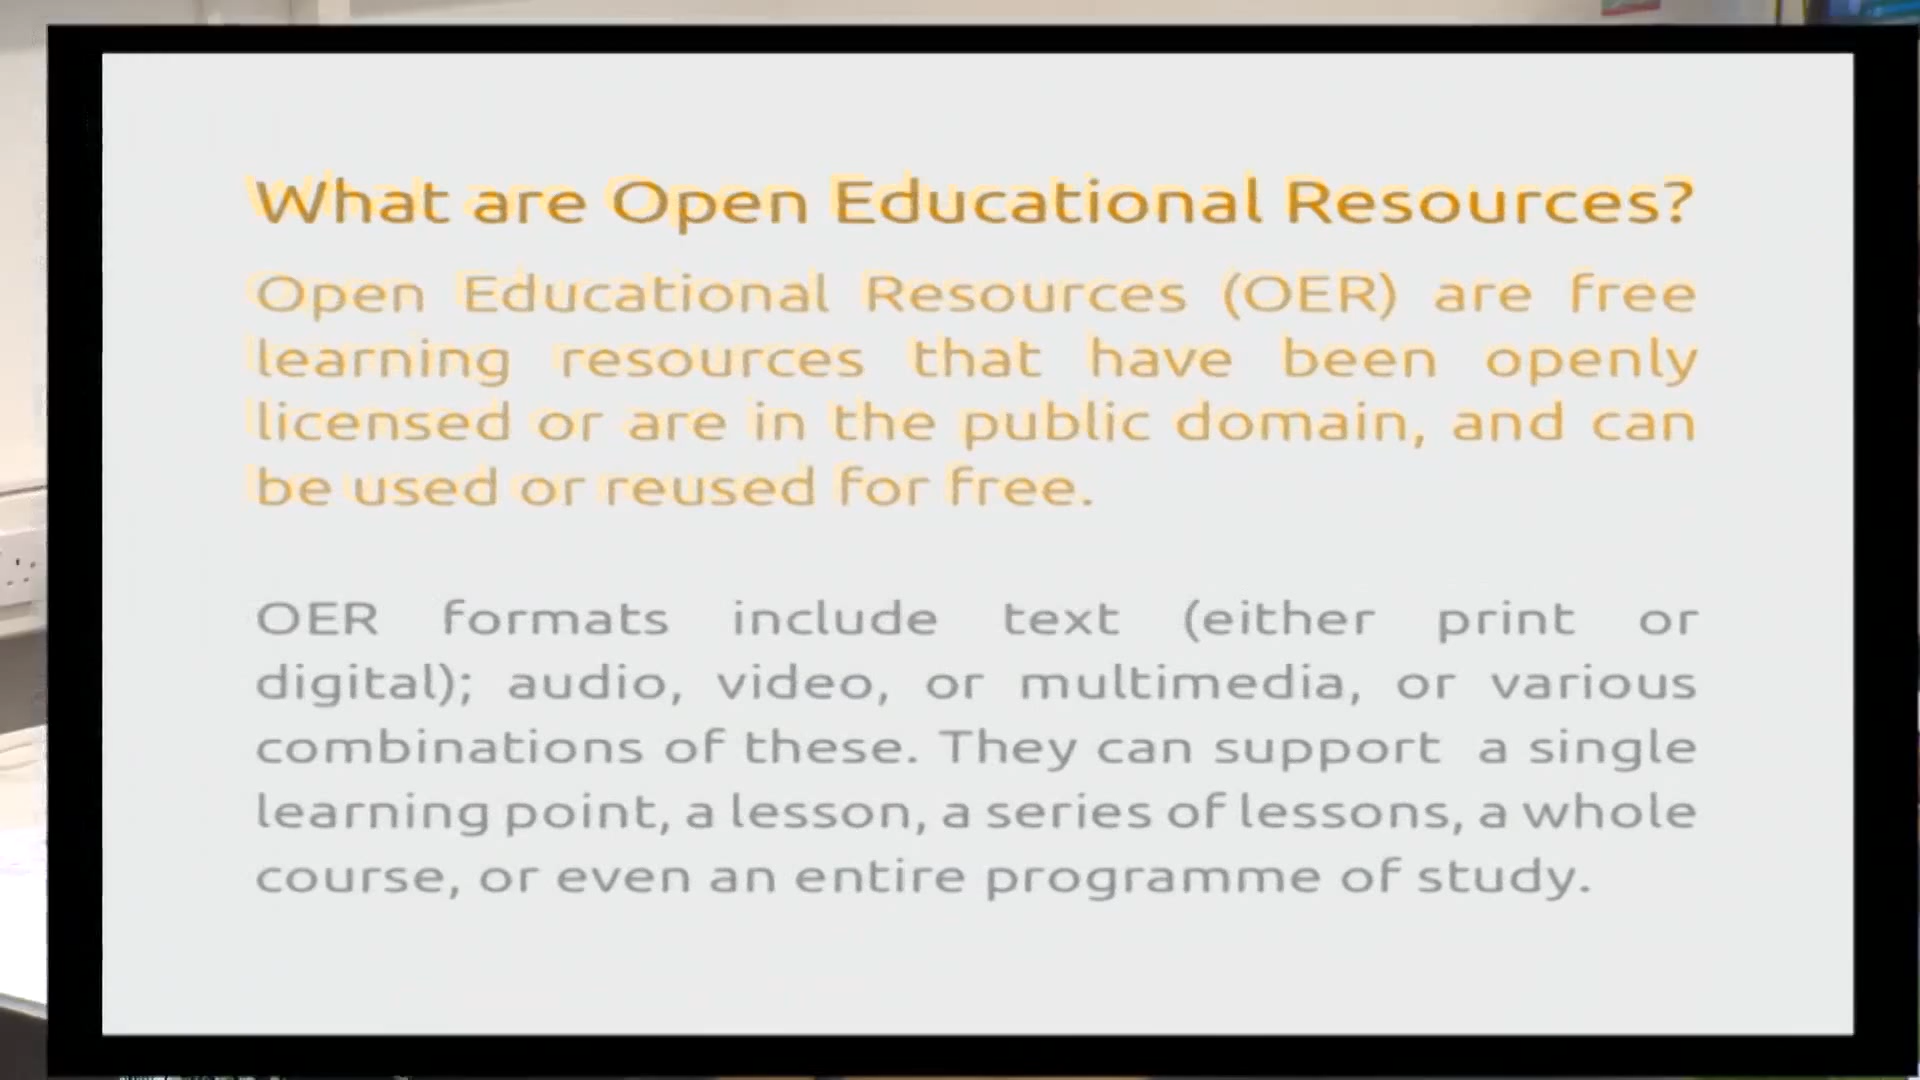 What are Open Educational Resources?
Open Educational Resources (OER) are free
learning resources that have been openly
licensed or are in the public domain, and can
be used or reused for free.
OER formats include text (either print or
digital); audio, video, or multimedia, or various
combinations of these. They can support a single
learning point, a lesson, a series of lessons, a whole
course, or even an entire programme of study.